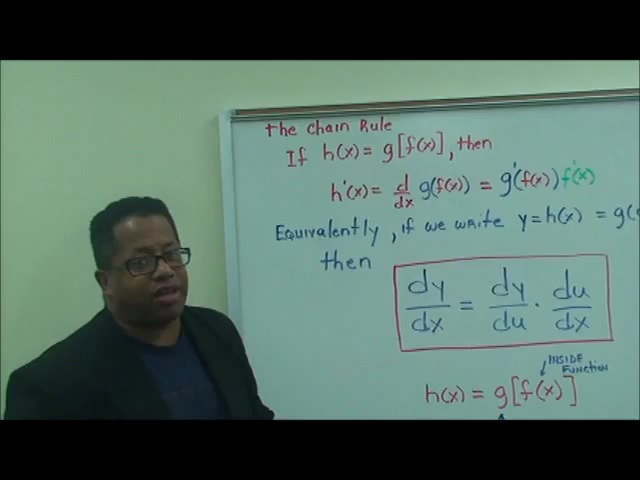 The Chain Rule
If h(x) = g[f(x)], then
h'(x) = d/dx g(f(x)) = g'(f(x)) f'(x)
Equivalently, if we write y = h(x) = g(
then
dy/dx = dy/du · du/dx
INSIDE
FUNCTION
h(x) = g[f(x)]